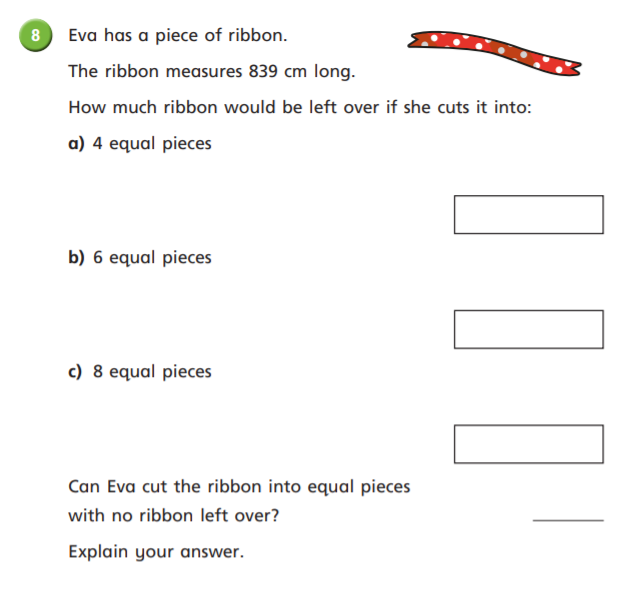 8 Eva has a piece of ribbon.
The ribbon measures 839 cm long.
How much ribbon would be left over if she cuts it into:
a) 4 equal pieces
b) 6 equal pieces
c) 8 equal pieces
Can Eva cut the ribbon into equal pieces
with no ribbon left over?
Explain your answer.